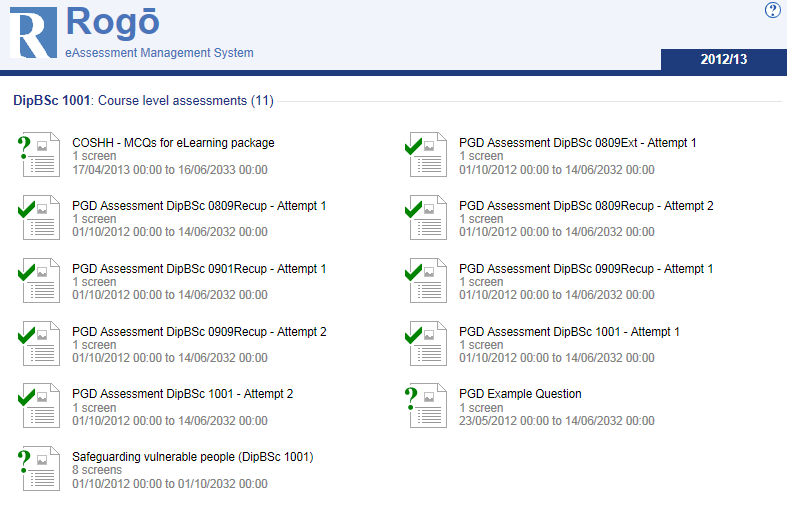 Rogō
eAssessment Management System
?
2012/13
DipBSc 1001: Course level assessments (11)
COSHH - MCQs for eLearning package
1 screen
17/04/2013 00:00 to 16/06/2033 00:00
PGD Assessment DipBSc 0809Ext - Attempt 1
1 screen
01/10/2012 00:00 to 14/06/2032 00:00
PGD Assessment DipBSc 0809Recup - Attempt 1
1 screen
01/10/2012 00:00 to 14/06/2032 00:00
PGD Assessment DipBSc 0809Recup - Attempt 2
1 screen
01/10/2012 00:00 to 14/06/2032 00:00
PGD Assessment DipBSc 0901Recup - Attempt 1
1 screen
01/10/2012 00:00 to 14/06/2032 00:00
PGD Assessment DipBSc 0909Recup - Attempt 1
1 screen
01/10/2012 00:00 to 14/06/2032 00:00
PGD Assessment DipBSc 0909Recup - Attempt 2
1 screen
01/10/2012 00:00 to 14/06/2032 00:00
PGD Assessment DipBSc 1001 - Attempt 1
1 screen
01/10/2012 00:00 to 14/06/2032 00:00
PGD Assessment DipBSc 1001 - Attempt 2
1 screen
01/10/2012 00:00 to 14/06/2032 00:00
PGD Example Question
1 screen
23/05/2012 00:00 to 14/06/2032 00:00
Safeguarding vulnerable people (DipBSc 1001)
8 screens
01/10/2012 00:00 to 01/10/2032 00:00